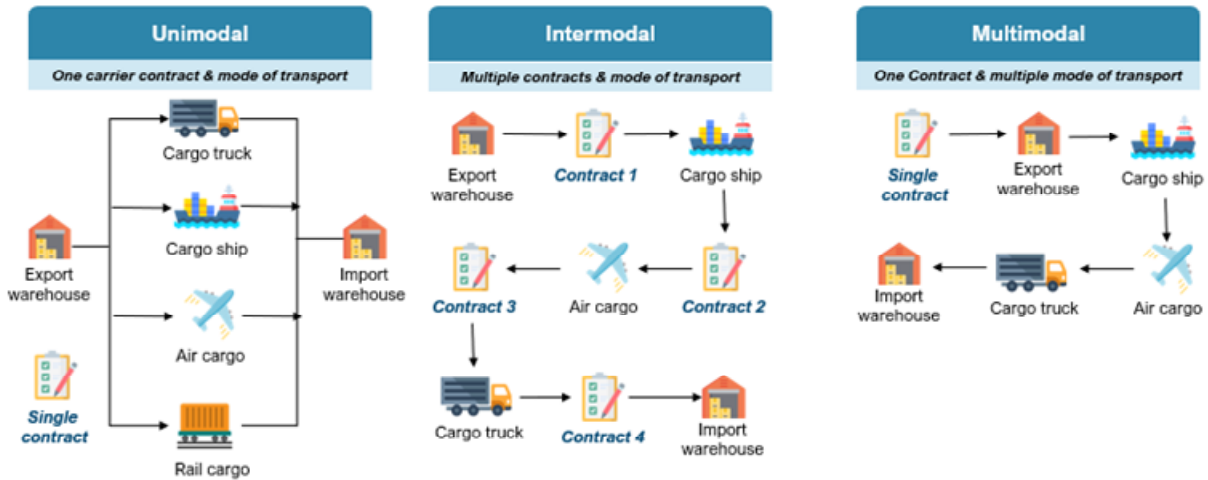 Unimodal
One carrier contract & mode of transport
Cargo truck
Cargo ship
Export
warehouse
Import
warehouse
Air cargo
Single
contract
Rail cargo
Intermodal
Multiple contracts & mode of transport
Export
warehouse
Contract 1
Cargo ship
Contract 3
Air cargo
Contract 2
Cargo truck
Contract 4
Import
warehouse
Multimodal
One Contract & multiple mode of transport
Single
contract
Export
warehouse
Cargo ship
Import
warehouse
Cargo truck
Air cargo